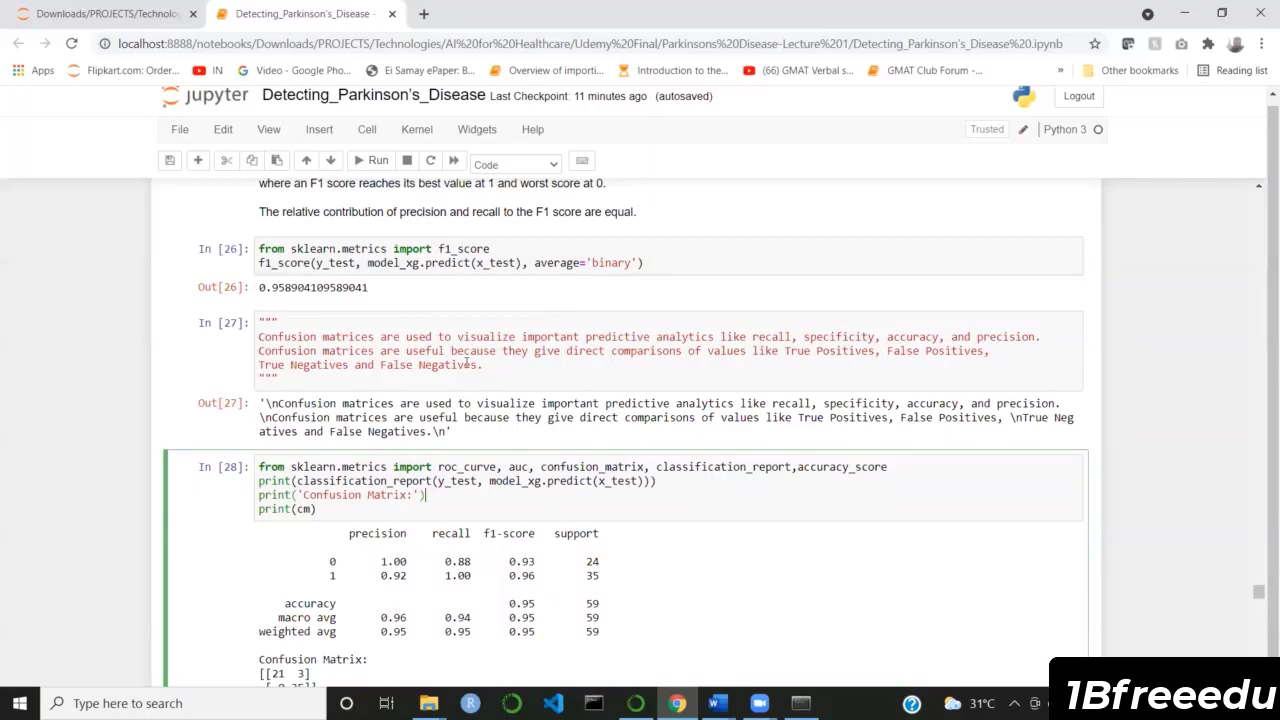 Downloads/PROJECTS/Technolog
Detecting_Parkinson's_Disease -
localhost:8888/notebooks/Downloads/PROJECTS/Technologies/AI%20for%20Healthcare/Udemy%20Final/Parkinsons%20Disease-Lecture%201/Detecting_Parkinson's_Disease%20.ipynb
Apps Flipkart.com: Order... IN Video - Google Pho... Ei Samay ePaper: B... Overview of importi... Introduction to the... (66) GMAT Verbal s... GMAT Club Forum -... » Other bookmarks Reading list
jupyter Detecting_Parkinson's_Disease Last Checkpoint: 11 minutes ago (autosaved) Logout
File Edit View Insert Cell Kernel Widgets Help Trusted Python 3
Run Code
where an F1 score reaches its best value at 1 and worst score at 0.
The relative contribution of precision and recall to the F1 score are equal.
In [26]: from sklearn.metrics import f1_score
f1_score(y_test, model_xg.predict(x_test), average='binary')
Out[26]: 0.958904109589041
In [27]: """
Confusion matrices are used to visualize important predictive analytics like recall, specificity, accuracy, and precision.
Confusion matrices are useful because they give direct comparisons of values like True Positives, False Positives,
True Negatives and False Negatives.
"""
Out[27]: '\nConfusion matrices are used to visualize important predictive analytics like recall, specificity, accuracy, and precision.
\nConfusion matrices are useful because they give direct comparisons of values like True Positives, False Positives, \nTrue Neg
atives and False Negatives.\n'
In [28]: from sklearn.metrics import roc_curve, auc, confusion_matrix, classification_report,accuracy_score
print(classification_report(y_test, model_xg.predict(x_test)))
print('Confusion Matrix:')
print(cm)
precision recall f1-score support
0 1.00 0.88 0.93 24
1 0.92 1.00 0.96 35
accuracy 0.95 59
macro avg 0.96 0.94 0.95 59
weighted avg 0.95 0.95 0.95 59
Confusion Matrix:
[[21 3]
[ 0 35]]
Type here to search
31°C
1Bfreeedu